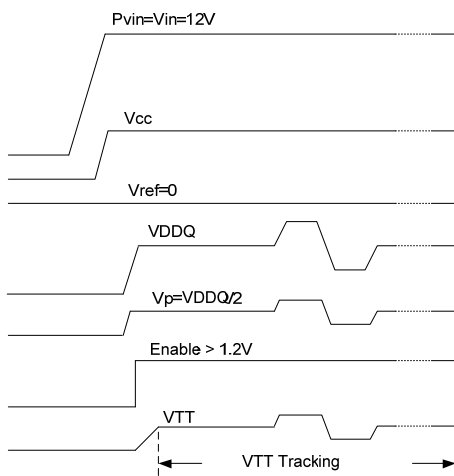 Pvin=Vin=12V
Vcc
Vref=0
VDDQ
Vp=VDDQ/2
Enable > 1.2V
VTT
VTT Tracking